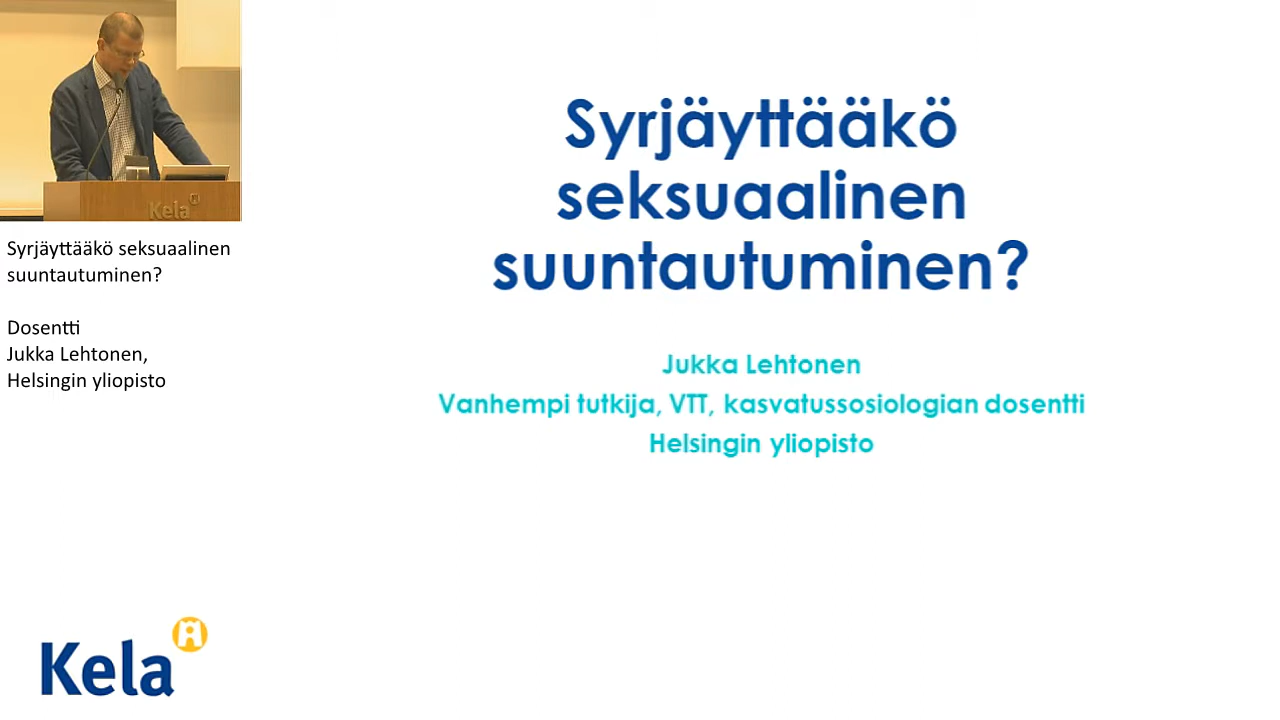 Kela
Syrjäyttääkö seksuaalinen
suuntautuminen?
Dosentti
Jukka Lehtonen,
Helsingin yliopisto
Kela
Syrjäyttääkö
seksuaalinen
suuntautuminen?
Jukka Lehtonen
Vanhempi tutkija, VTT, kasvatussosiologian dosentti
Helsingin yliopisto